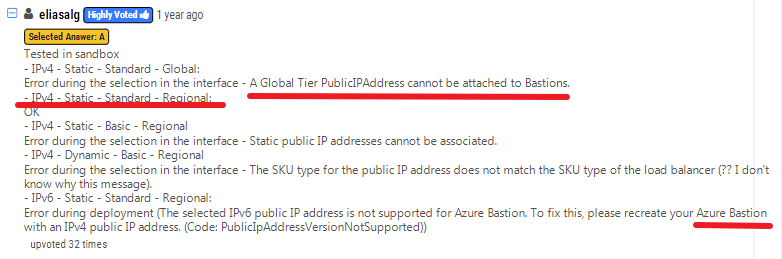 eliasalg Highly Voted 1 year ago
Selected Answer: A
Tested in sandbox
- IPv4 - Static - Standard - Global:
Error during the selection in the interface - A Global Tier PublicIPAddress cannot be attached to Bastions.
- IPv4 - Static - Standard - Regional:
OK
- IPv4 - Static - Basic - Regional
Error during the selection in the interface - Static public IP addresses cannot be associated.
- IPv4 - Dynamic - Basic - Regional
Error during the selection in the interface - The SKU type for the public IP address does not match the SKU type of the load balancer (?? I don't
know why this message).
- IPv6 - Static - Standard - Regional:
Error during deployment (The selected IPv6 public IP address is not supported for Azure Bastion. To fix this, please recreate your Azure Bastion
with an IPv4 public IP address. (Code: PublicIpAddressVersionNotSupported))
upvoted 32 times